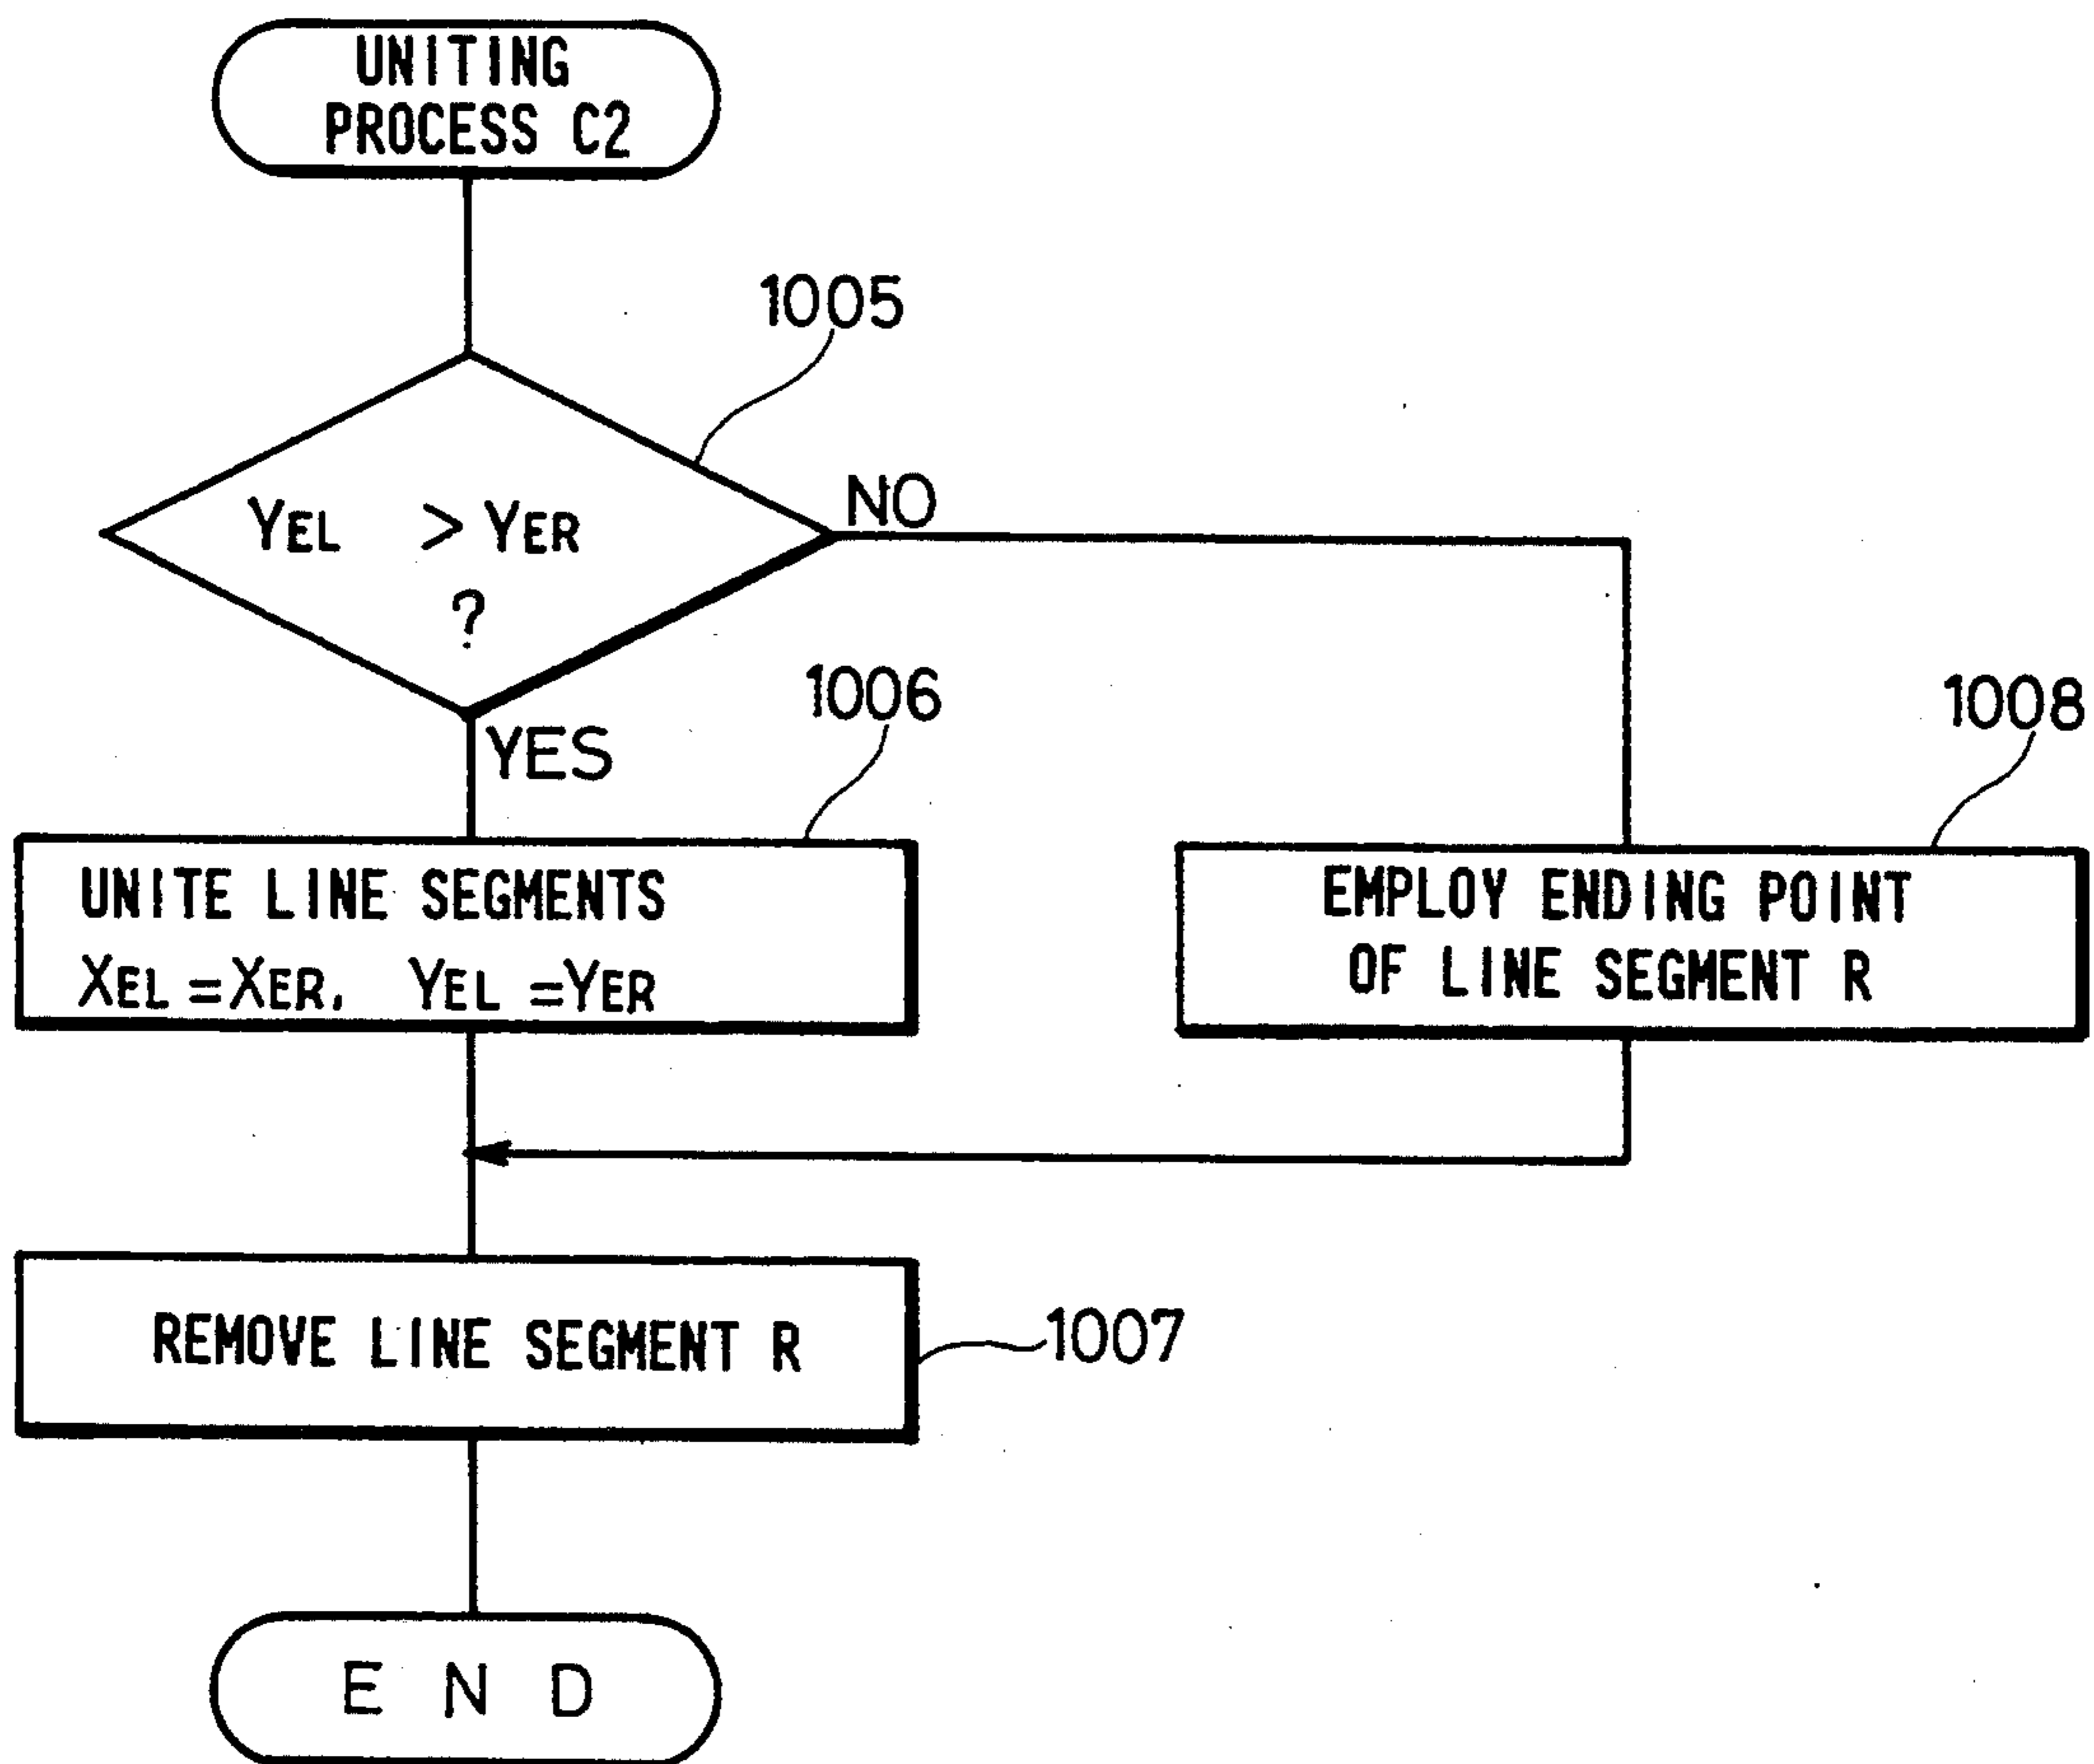 UNITING
PROCESS C2
1005
YEL > YER
?
NO
YES
1006
UNITE LINE SEGMENTS
XEL =XER, YEL =YER
1008
EMPLOY ENDING POINT
OF LINE SEGMENT R
REMOVE LINE SEGMENT R
1007
END